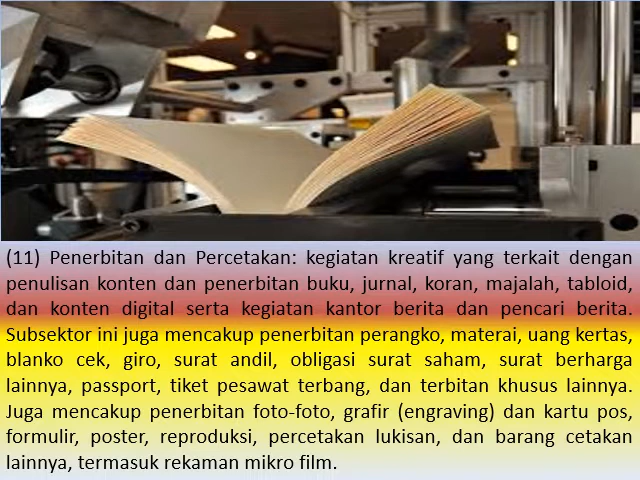 (11) Penerbitan dan Percetakan: kegiatan kreatif yang terkait dengan
penulisan konten dan penerbitan buku, jurnal, koran, majalah, tabloid,
dan konten digital serta kegiatan kantor berita dan pencari berita.
Subsektor ini juga mencakup penerbitan perangko, materai, uang kertas,
blanko cek, giro, surat andil, obligasi surat saham, surat berharga
lainnya, passport, tiket pesawat terbang, dan terbitan khusus lainnya.
Juga mencakup penerbitan foto-foto, grafir (engraving) dan kartu pos,
formulir, poster, reproduksi, percetakan lukisan, dan barang cetakan
lainnya, termasuk rekaman mikro film.